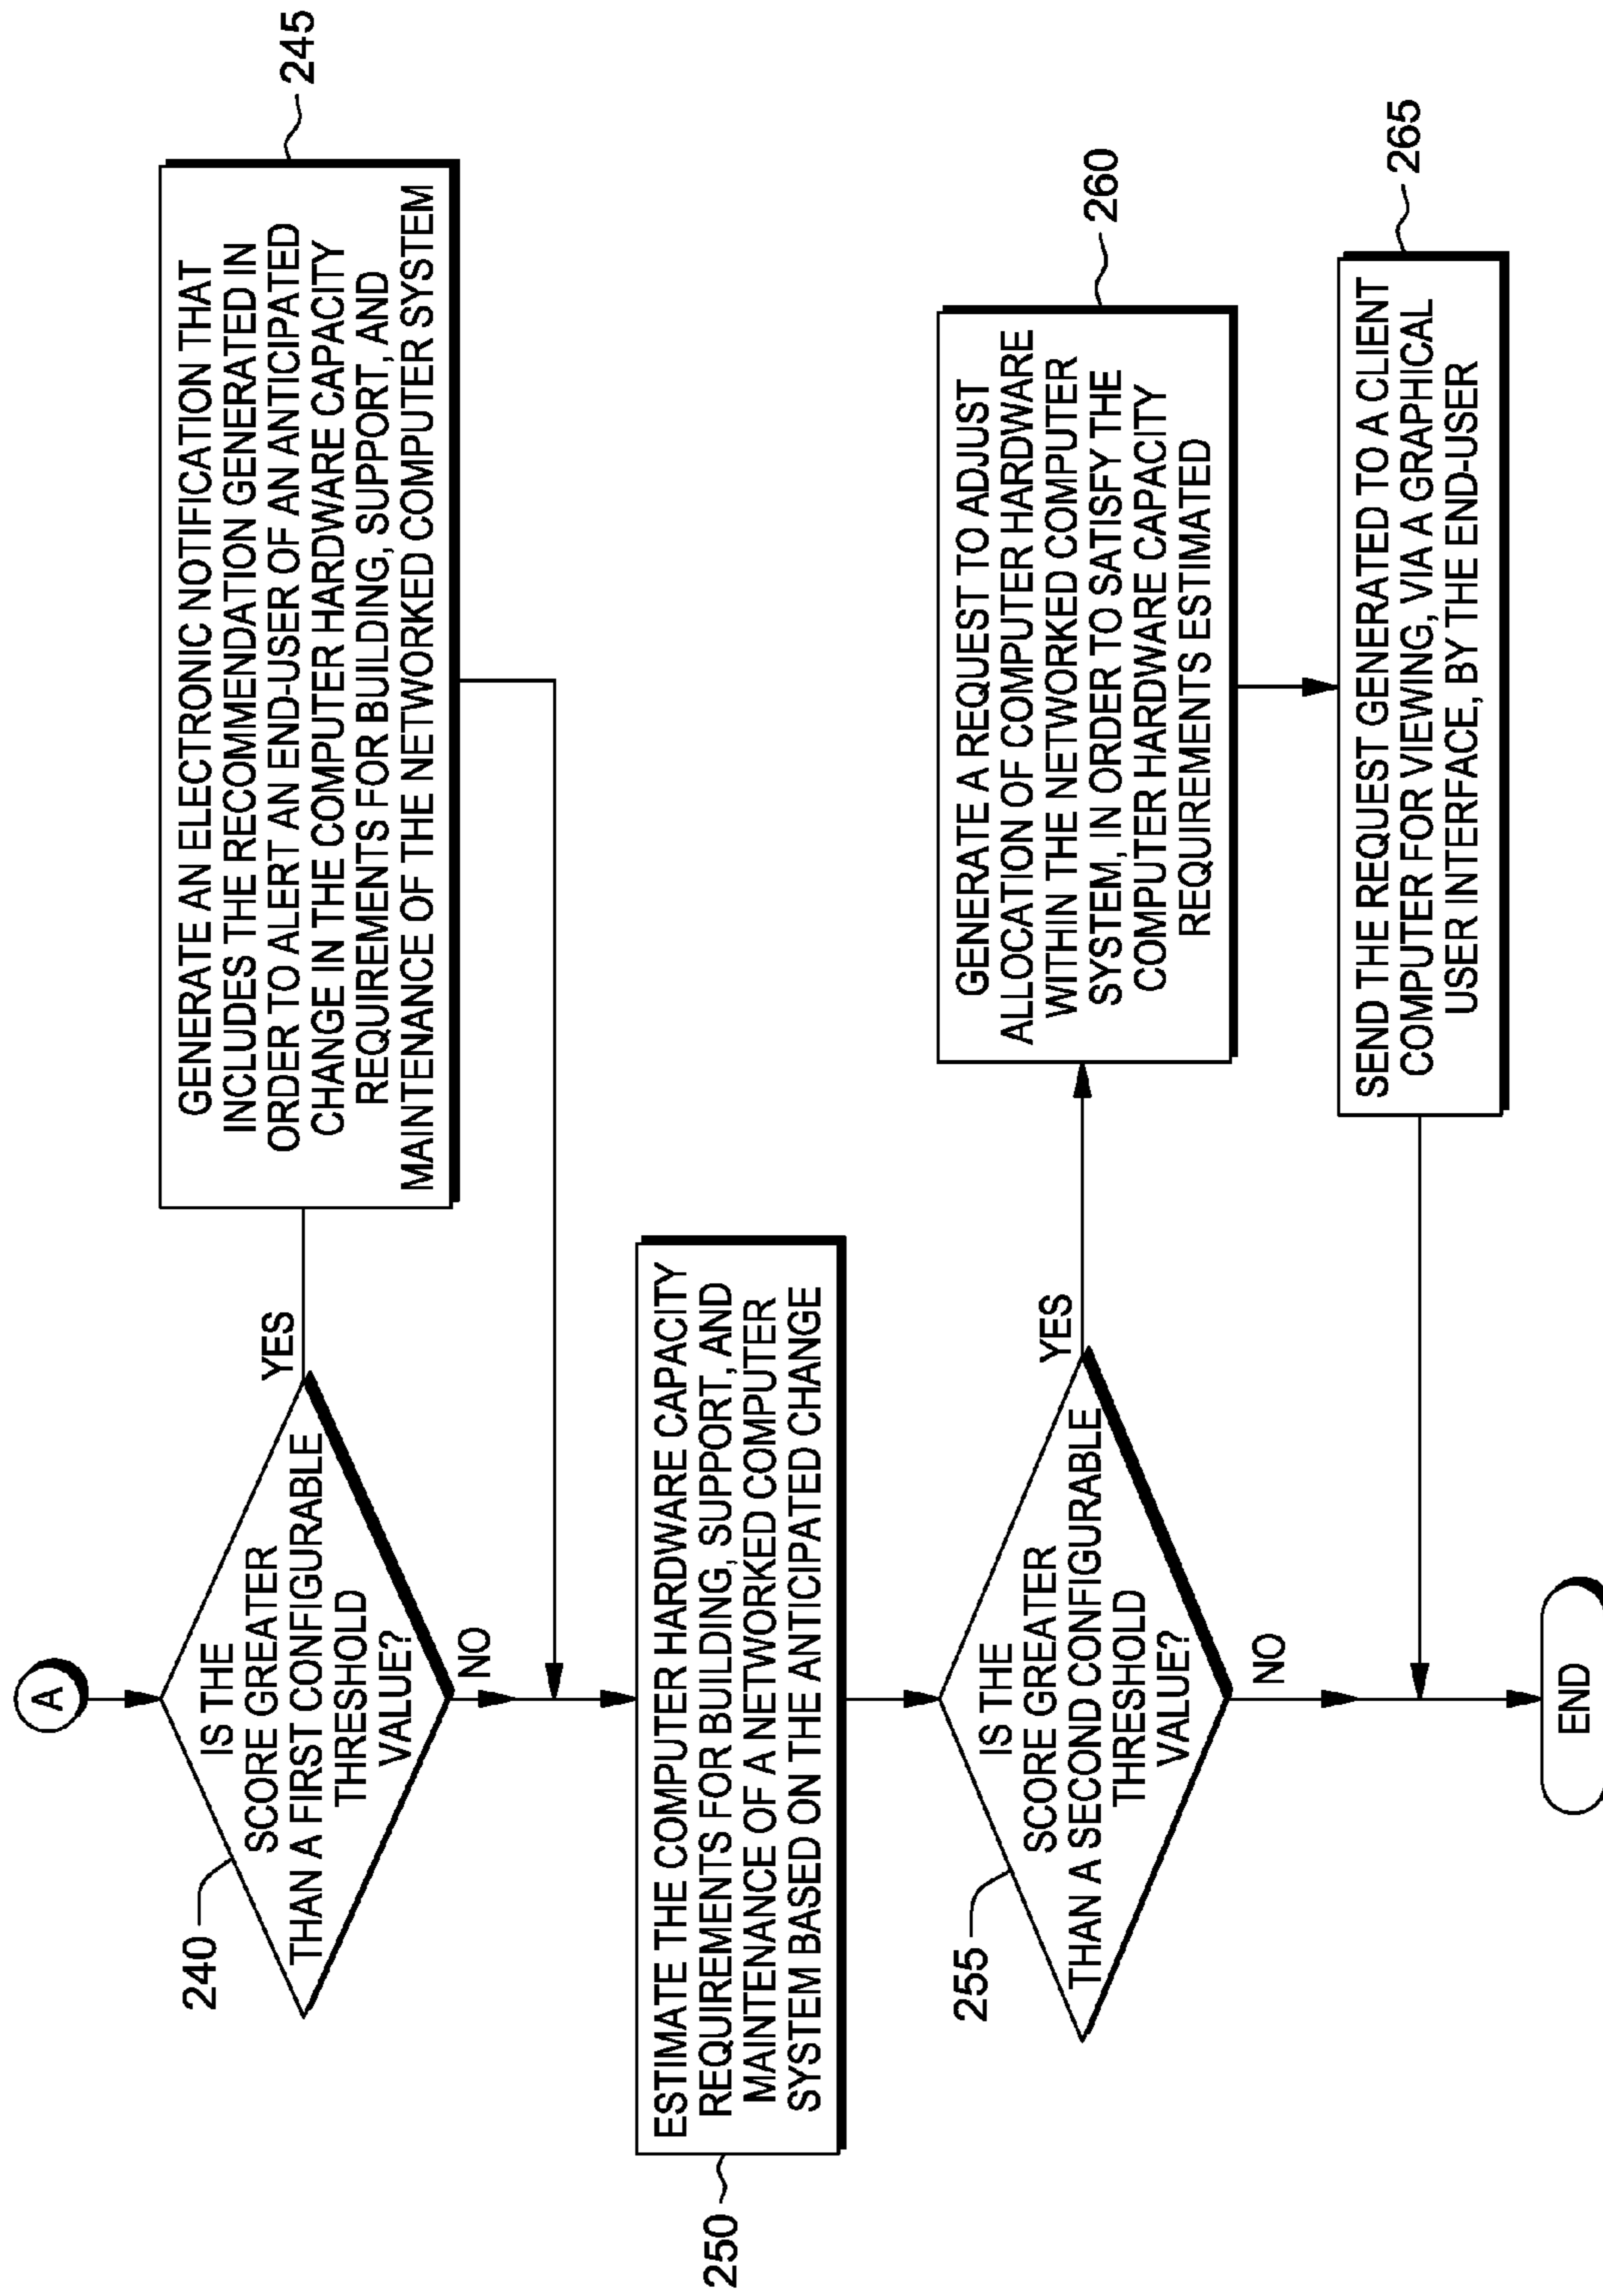 A
240
IS THE
SCORE GREATER
THAN A FIRST CONFIGURABLE
THRESHOLD
VALUE?
YES
NO
245
GENERATE AN ELECTRONIC NOTIFICATION THAT
INCLUDES THE RECOMMENDATION GENERATED IN
ORDER TO ALERT AN END-USER OF AN ANTICIPATED
CHANGE IN THE COMPUTER HARDWARE CAPACITY
REQUIREMENTS FOR BUILDING, SUPPORT, AND
MAINTENANCE OF THE NETWORKED COMPUTER SYSTEM
250
ESTIMATE THE COMPUTER HARDWARE CAPACITY
REQUIREMENTS FOR BUILDING, SUPPORT, AND
MAINTENANCE OF A NETWORKED COMPUTER
SYSTEM BASED ON THE ANTICIPATED CHANGE
255
IS THE
SCORE GREATER
THAN A SECOND CONFIGURABLE
THRESHOLD
VALUE?
YES
NO
260
GENERATE A REQUEST TO ADJUST
ALLOCATION OF COMPUTER HARDWARE
WITHIN THE NETWORKED COMPUTER
SYSTEM, IN ORDER TO SATISFY THE
COMPUTER HARDWARE CAPACITY
REQUIREMENTS ESTIMATED
265
SEND THE REQUEST GENERATED TO A CLIENT
COMPUTER FOR VIEWING, VIA A GRAPHICAL
USER INTERFACE, BY THE END-USER
END